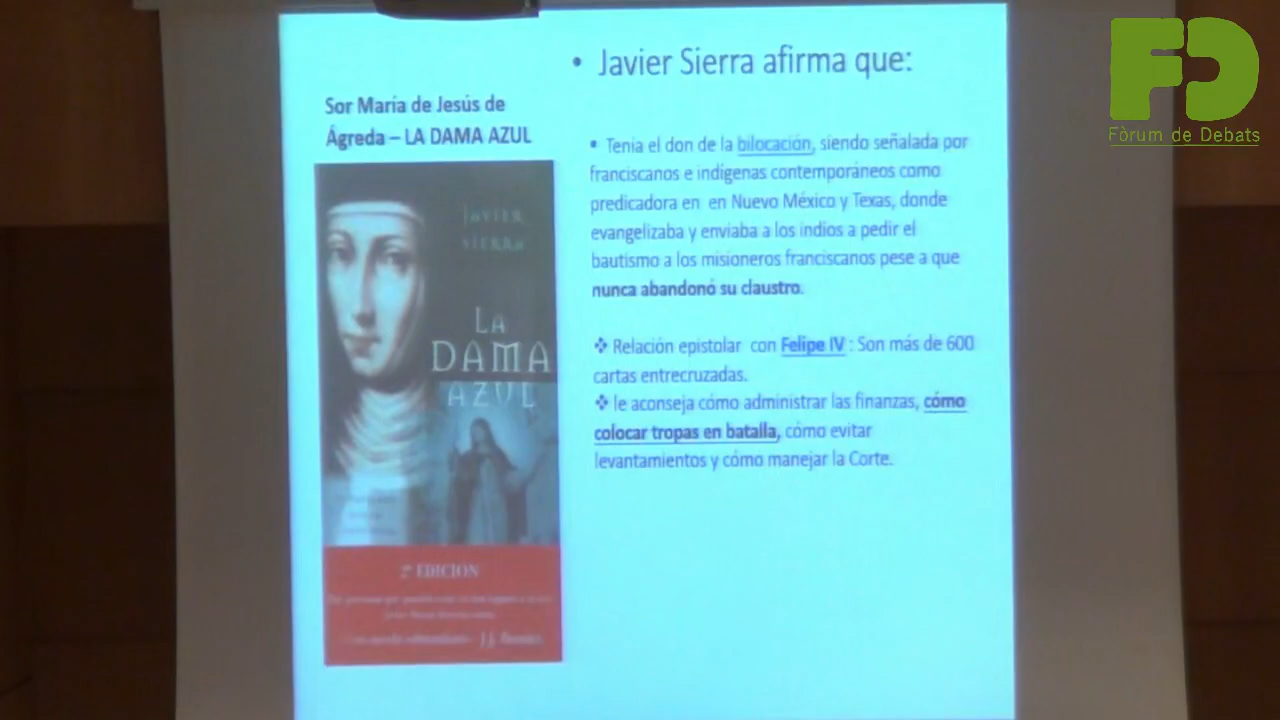 • Javier Sierra afirma que:
Sor María de Jesús de
Ágreda – LA DAMA AZUL
JAVIER
SIERRA
LA
DAMA
AZUL
2ª EDICIÓN
J.J. Benítez
▪ Tenía el don de la bilocación, siendo señalada por
franciscanos e indígenas contemporáneos como
predicadora en en Nuevo México y Texas, donde
evangelizaba y enviaba a los indios a pedir el
bautismo a los misioneros franciscanos pese a que
nunca abandonó su claustro.
❖ Relación epistolar con Felipe IV : Son más de 600
cartas entrecruzadas.
❖ le aconseja cómo administrar las finanzas, cómo
colocar tropas en batalla, cómo evitar
levantamientos y cómo manejar la Corte.
FD
Fòrum de Debats